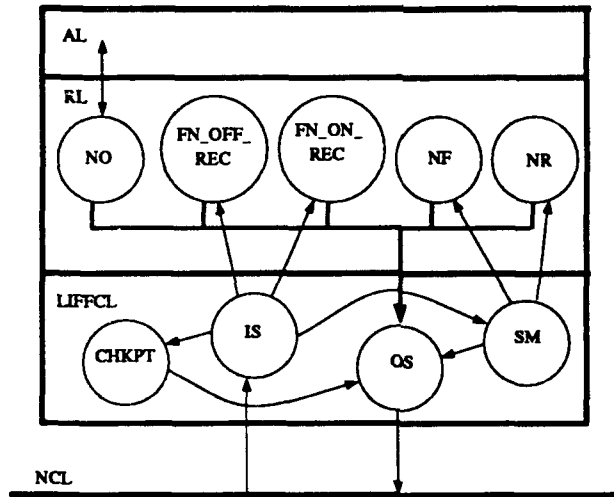 AL
RL
NO
FN_OFF_
REC
FN_ON_
REC
NF
NR
LIFFCL
CHKPT
IS
OS
SM
NCL